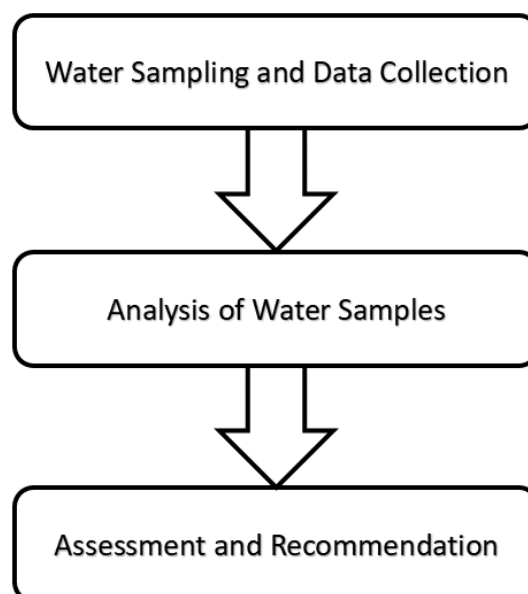 Water Sampling and Data Collection
Analysis of Water Samples
Assessment and Recommendation